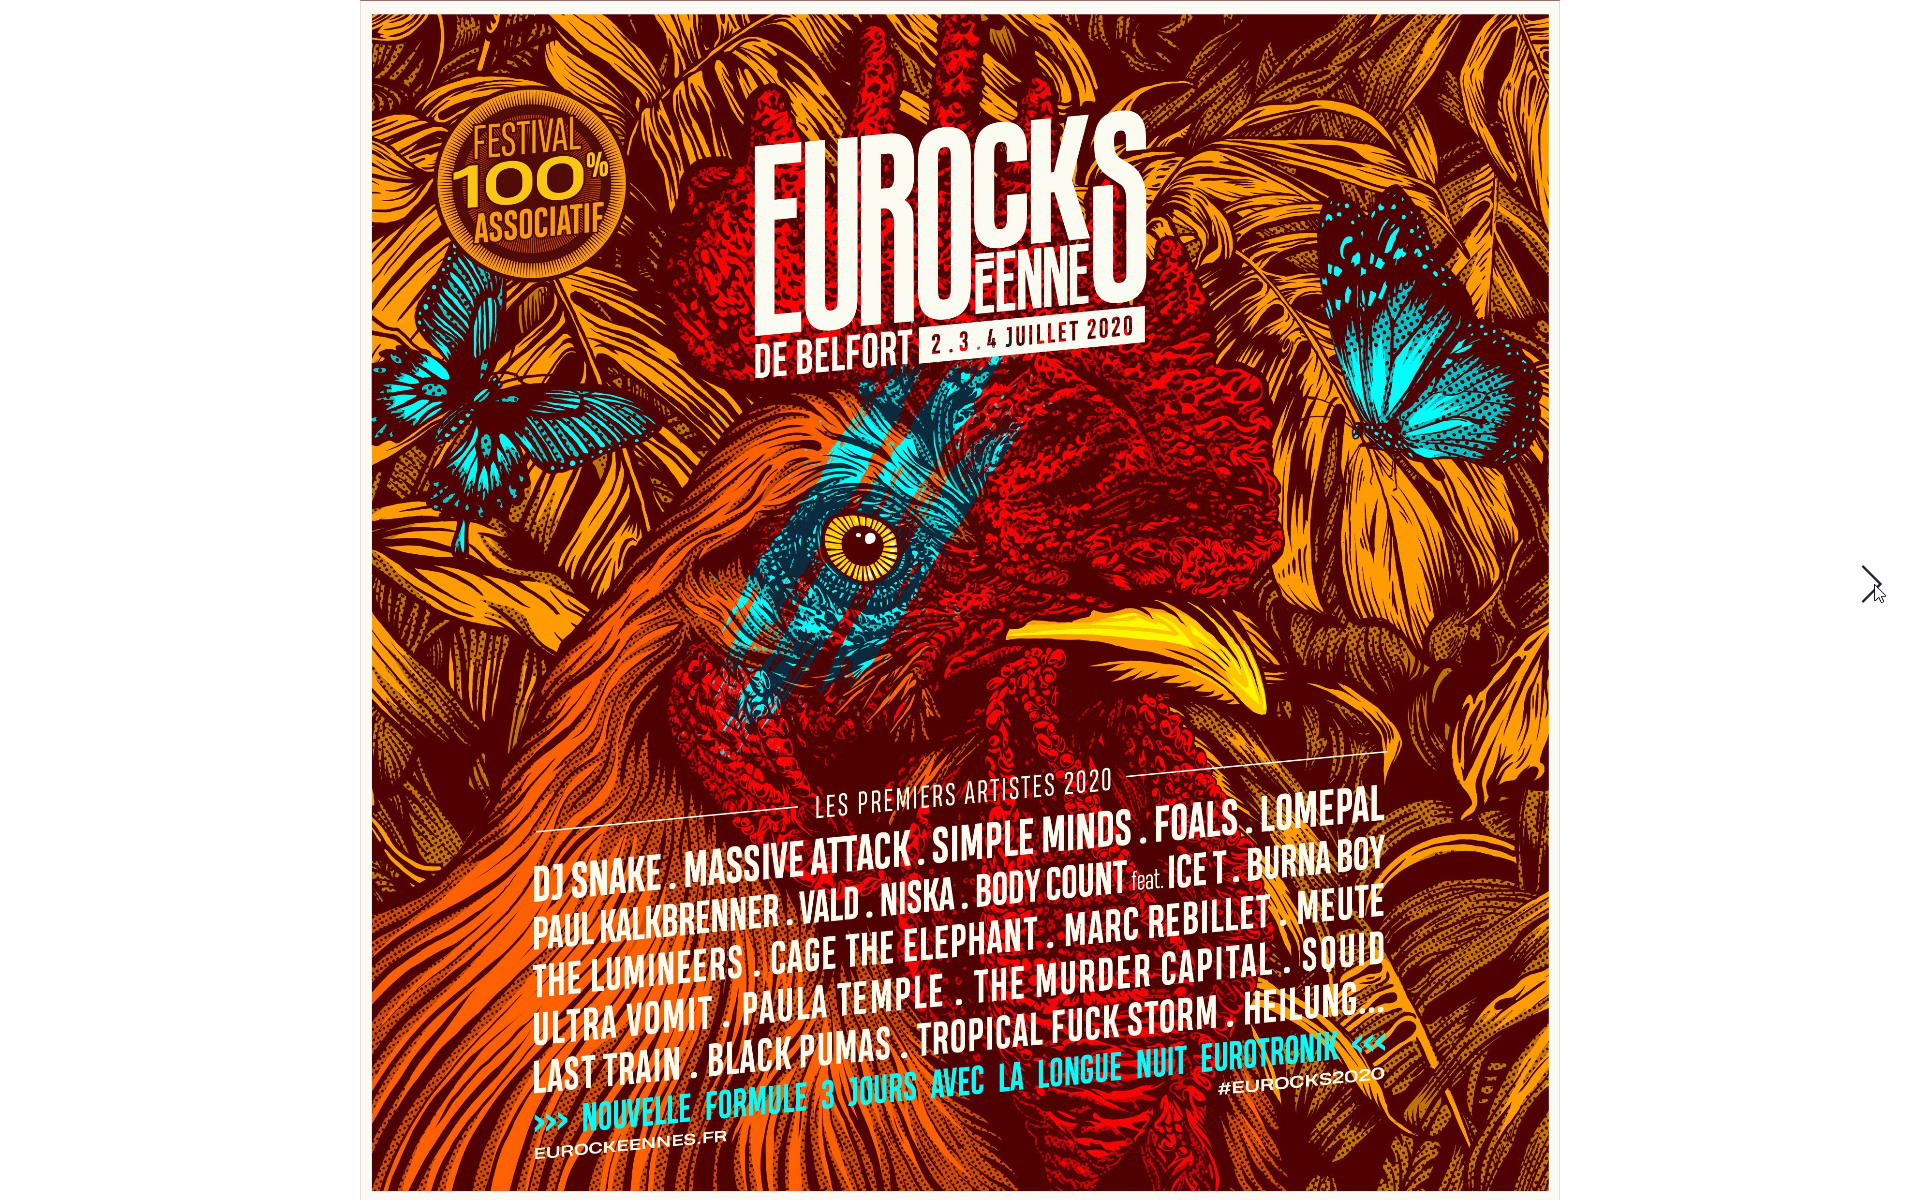 FESTIVAL
100%
ASSOCIATIF
EUROCKS
ÉENNE
DE BELFORT 2.3.4 JUILLET 2020
LES PREMIERS ARTISTES 2020
DJ SNAKE . MASSIVE ATTACK . SIMPLE MINDS . FOALS . LOMEPAL
PAUL KALKBRENNER . VALD . NISKA . BODY COUNT feat. ICE T . BURNA BOY
THE LUMINEERS . CAGE THE ELEPHANT . MARC REBILLET . MEUTE
ULTRA VOMIT . PAULA TEMPLE . THE MURDER CAPITAL . SQUID
LAST TRAIN . BLACK PUMAS . TROPICAL FUCK STORM . HEILUNG...
>>> NOUVELLE FORMULE 3 JOURS AVEC LA LONGUE NUIT EUROTRONIK <<<
#EUROCKS2020
EUROCKEENNES.FR